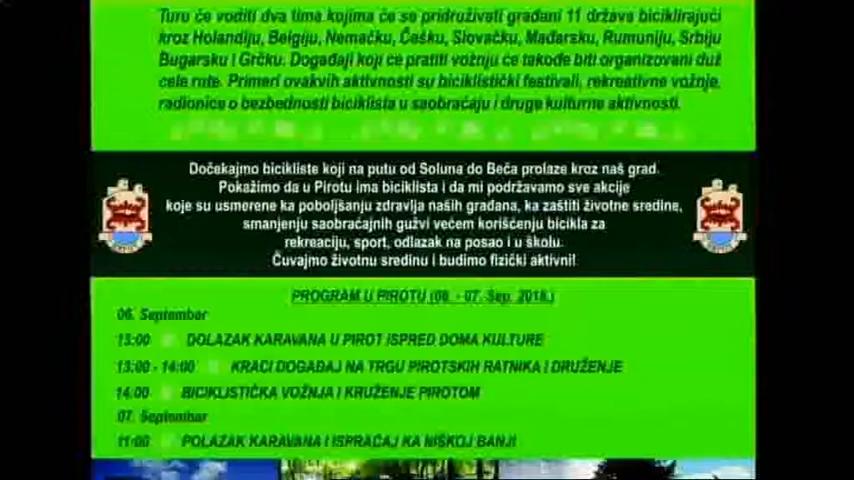 Turu će voditi dva tima kojima će se pridruživati građani 11 država biciklirajući
kroz Holandiju, Belgiju, Nemačku, Češku, Slovačku, Mađarsku, Rumuniju, Srbiju
Bugarsku i Grčku. Događaji koji će pratiti vožnju će takođe biti organizovani duž
cele rute. Primeri ovakvih aktivnosti su biciklistički festivali, rekreativne vožnje,
radionice o bezbednosti biciklista u saobraćaju i druge kulturne aktivnosti.
Dočekajmo bicikliste koji na putu od Soluna do Beča prolaze kroz naš grad.
Pokažimo da u Pirotu ima biciklista i da mi podržavamo sve akcije
koje su usmerene ka poboljšanju zdravlja naših građana, ka zaštiti životne sredine,
smanjenju saobraćajnih gužvi većem korišćenju bicikla za
rekreaciju, sport, odlazak na posao i u školu.
Čuvajmo životnu sredinu i budimo fizički aktivni!
PROGRAM U PIROTU (06. - 07. Sep. 2018.)
06. Septembar
13:00 DOLAZAK KARAVANA U PIROT ISPRED DOMA KULTURE
13:00 - 14:00 KRAĆI DOGAĐAJ NA TRGU PIROTSKIH RATNIKA I DRUŽENJE
14:00 BICIKLISTIČKA VOŽNJA I KRUŽENJE PIROTOM
07. Septembar
11:00 POLAZAK KARAVANA I ISPRAĆAJ KA NIŠKOJ BANJI